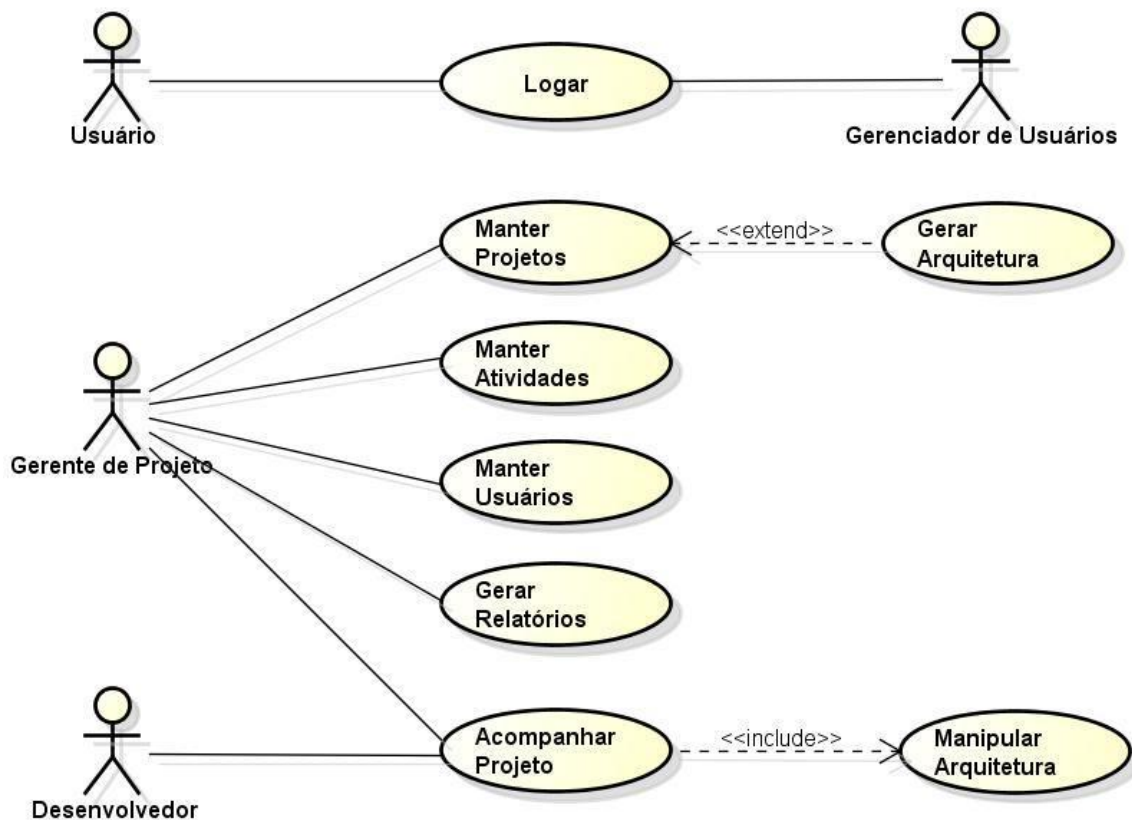 Logar
Usuário
Gerenciador de Usuários
Manter
Projetos
<<extend>>
Gerar
Arquitetura
Manter
Atividades
Gerente de Projeto
Manter
Usuários
Gerar
Relatórios
Acompanhar
Projeto
<<include>>
Manipular
Arquitetura
Desenvolvedor